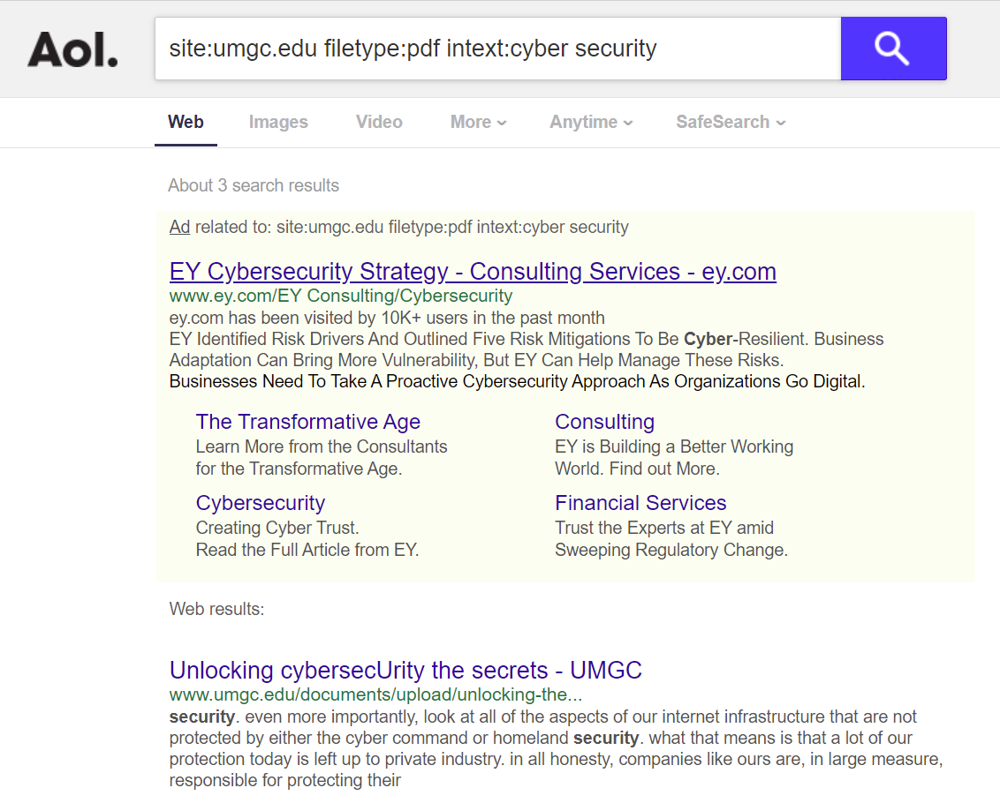 Aol.
site:umgc.edu filetype:pdf intext:cyber security
Web Images Video More Anytime SafeSearch
About 3 search results
Ad related to: site:umgc.edu filetype:pdf intext:cyber security
EY Cybersecurity Strategy - Consulting Services - ey.com
www.ey.com/EY Consulting/Cybersecurity
ey.com has been visited by 10K+ users in the past month
EY Identified Risk Drivers And Outlined Five Risk Mitigations To Be Cyber-Resilient. Business
Adaptation Can Bring More Vulnerability, But EY Can Help Manage These Risks.
Businesses Need To Take A Proactive Cybersecurity Approach As Organizations Go Digital.
The Transformative Age
Learn More from the Consultants
for the Transformative Age.
Consulting
EY is Building a Better Working
World. Find out More.
Cybersecurity
Creating Cyber Trust.
Read the Full Article from EY.
Financial Services
Trust the Experts at EY amid
Sweeping Regulatory Change.
Web results:
Unlocking cybersecUrity the secrets - UMGC
www.umgc.edu/documents/upload/unlocking-the...
security. even more importantly, look at all of the aspects of our internet infrastructure that are not
protected by either the cyber command or homeland security. what that means is that a lot of our
protection today is left up to private industry. in all honesty, companies like ours are, in large measure,
responsible for protecting their